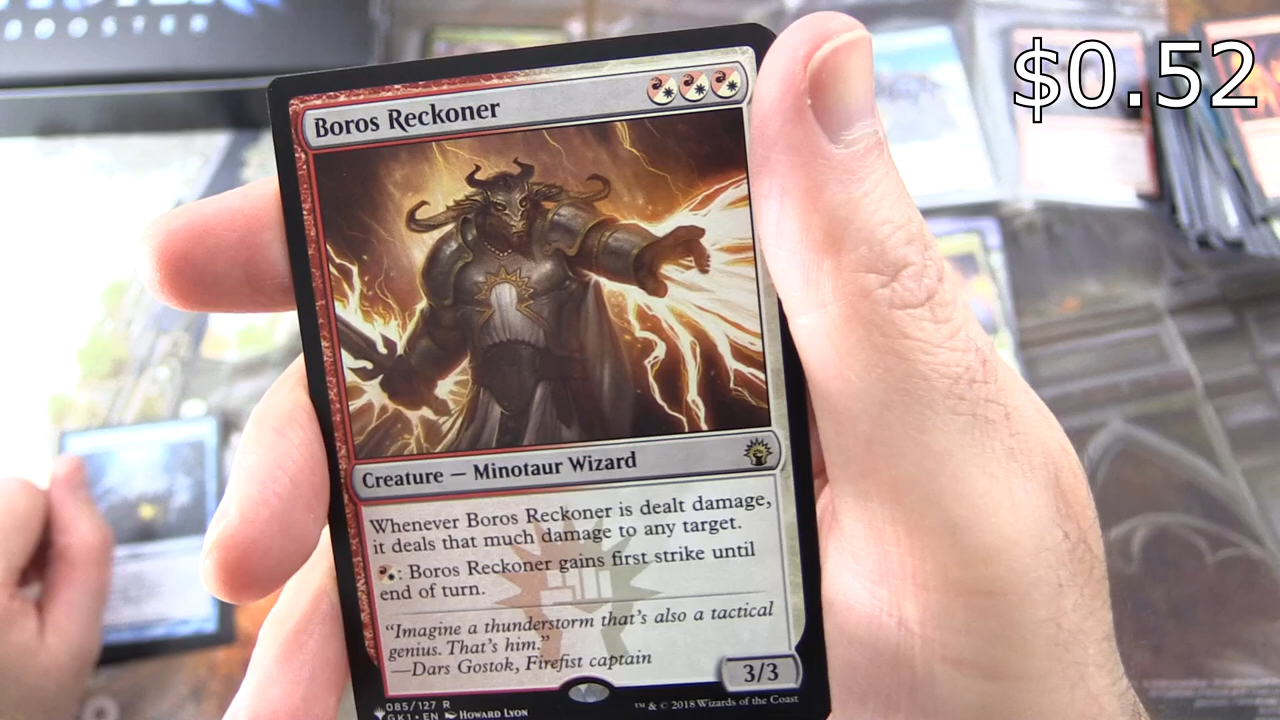 BOOSTER
$0.52
Boros Reckoner
Creature — Minotaur Wizard
Whenever Boros Reckoner is dealt damage,
it deals that much damage to any target.
: Boros Reckoner gains first strike until
end of turn.
“Imagine a thunderstorm that’s also a tactical
genius. That’s him.”
—Dars Gostok, Firefist captain
3/3
085/127 R
GK1 • EN Howard Lyon
™ & © 2018 Wizards of the Coast